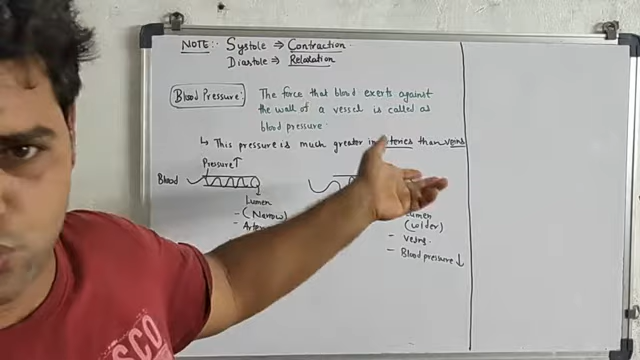 NOTE:- Systole ⇒ Contraction.
Diastole ⇒ Relaxation
Blood Pressure: The force that blood exerts against
the wall of a vessel is called as
blood pressure.
↳ This pressure is much greater in arteries than veins
Pressure ↑
Blood
Lumen
- (Narrow)
Lumen
(wider)
- Veins.
- Blood pressure ↓